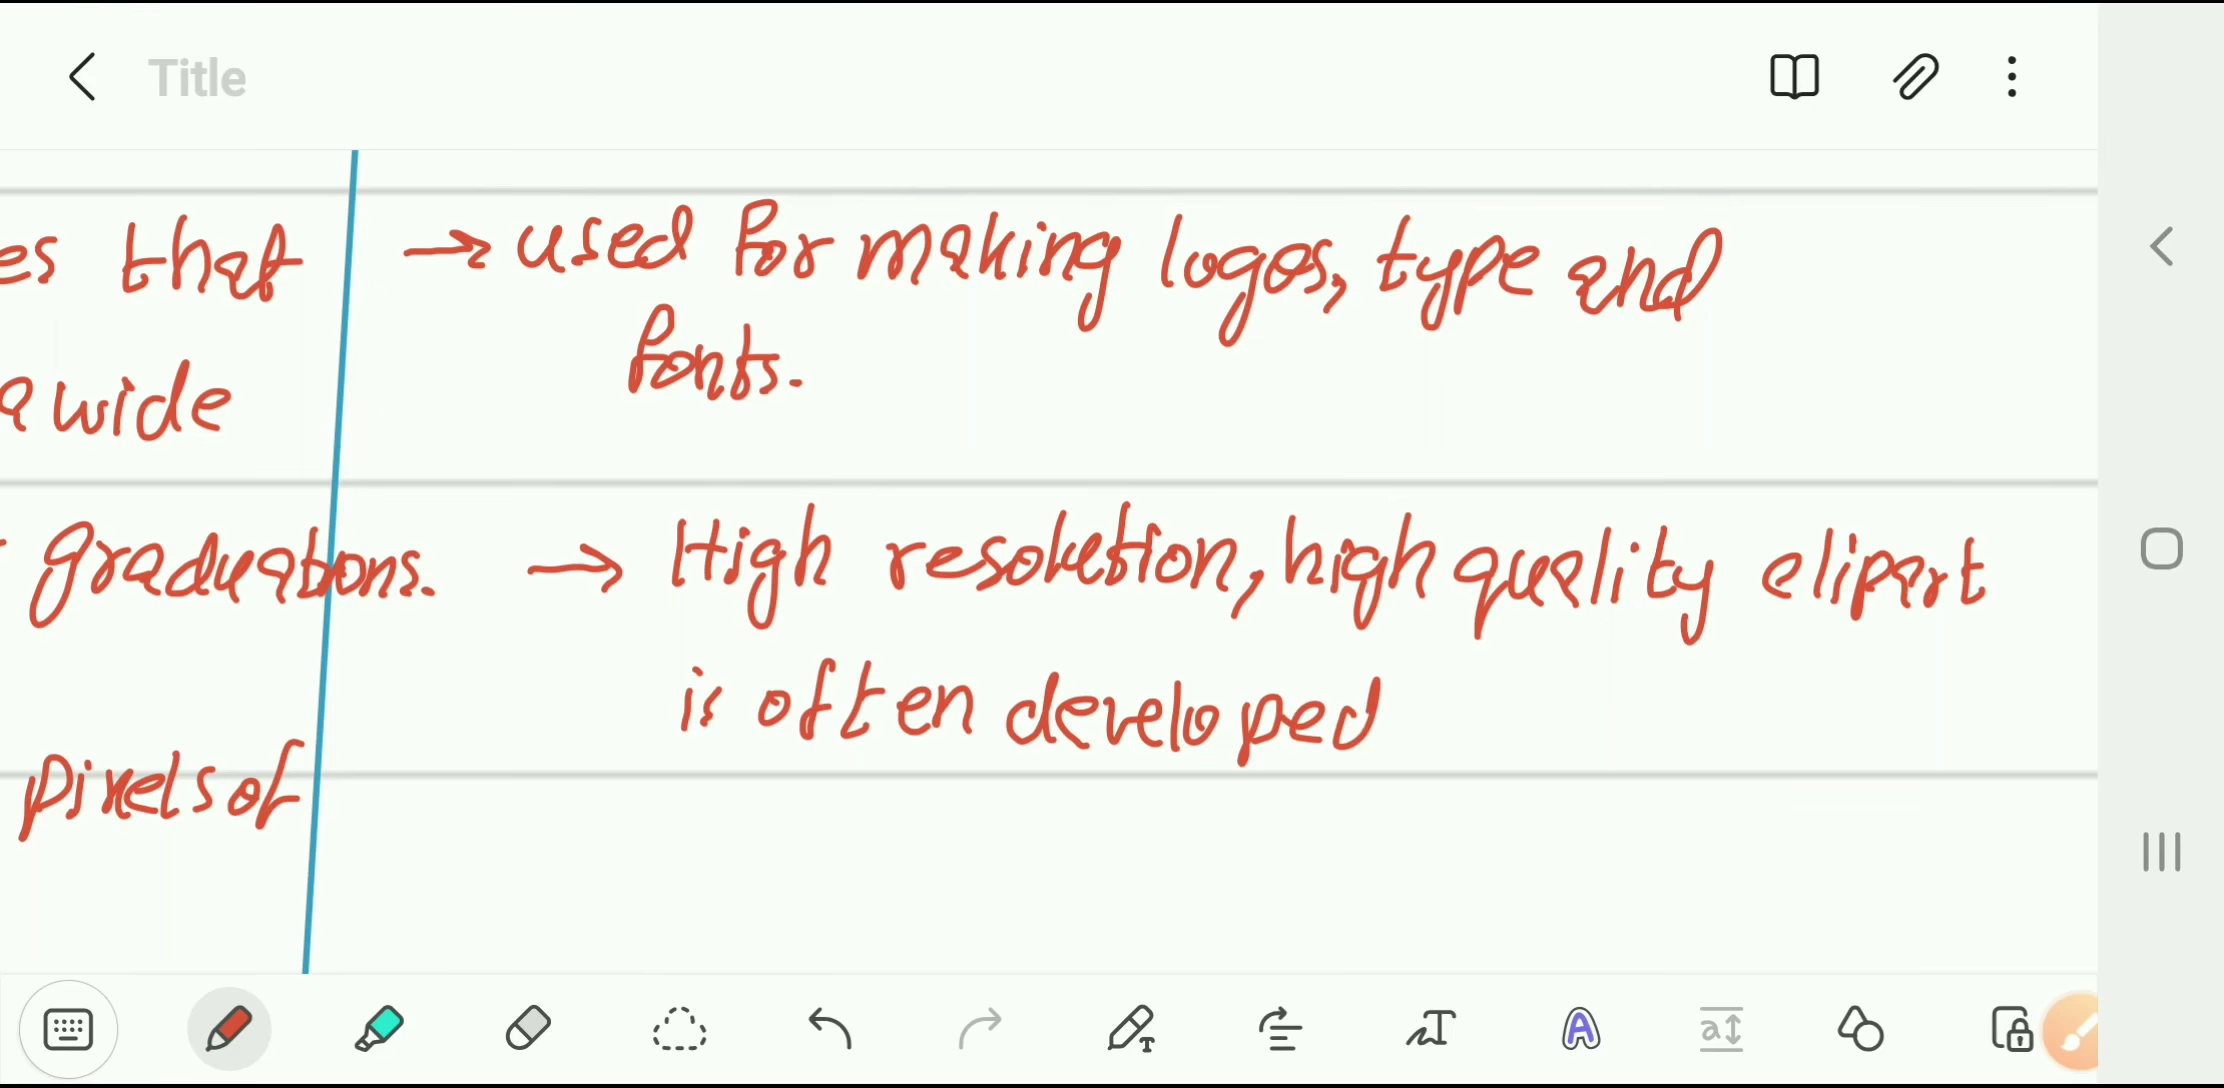 Title
es that → used for making logos, type and
fonts.
a wide
graduations. → High resolution, high quality clipart
is often developed
pixels of